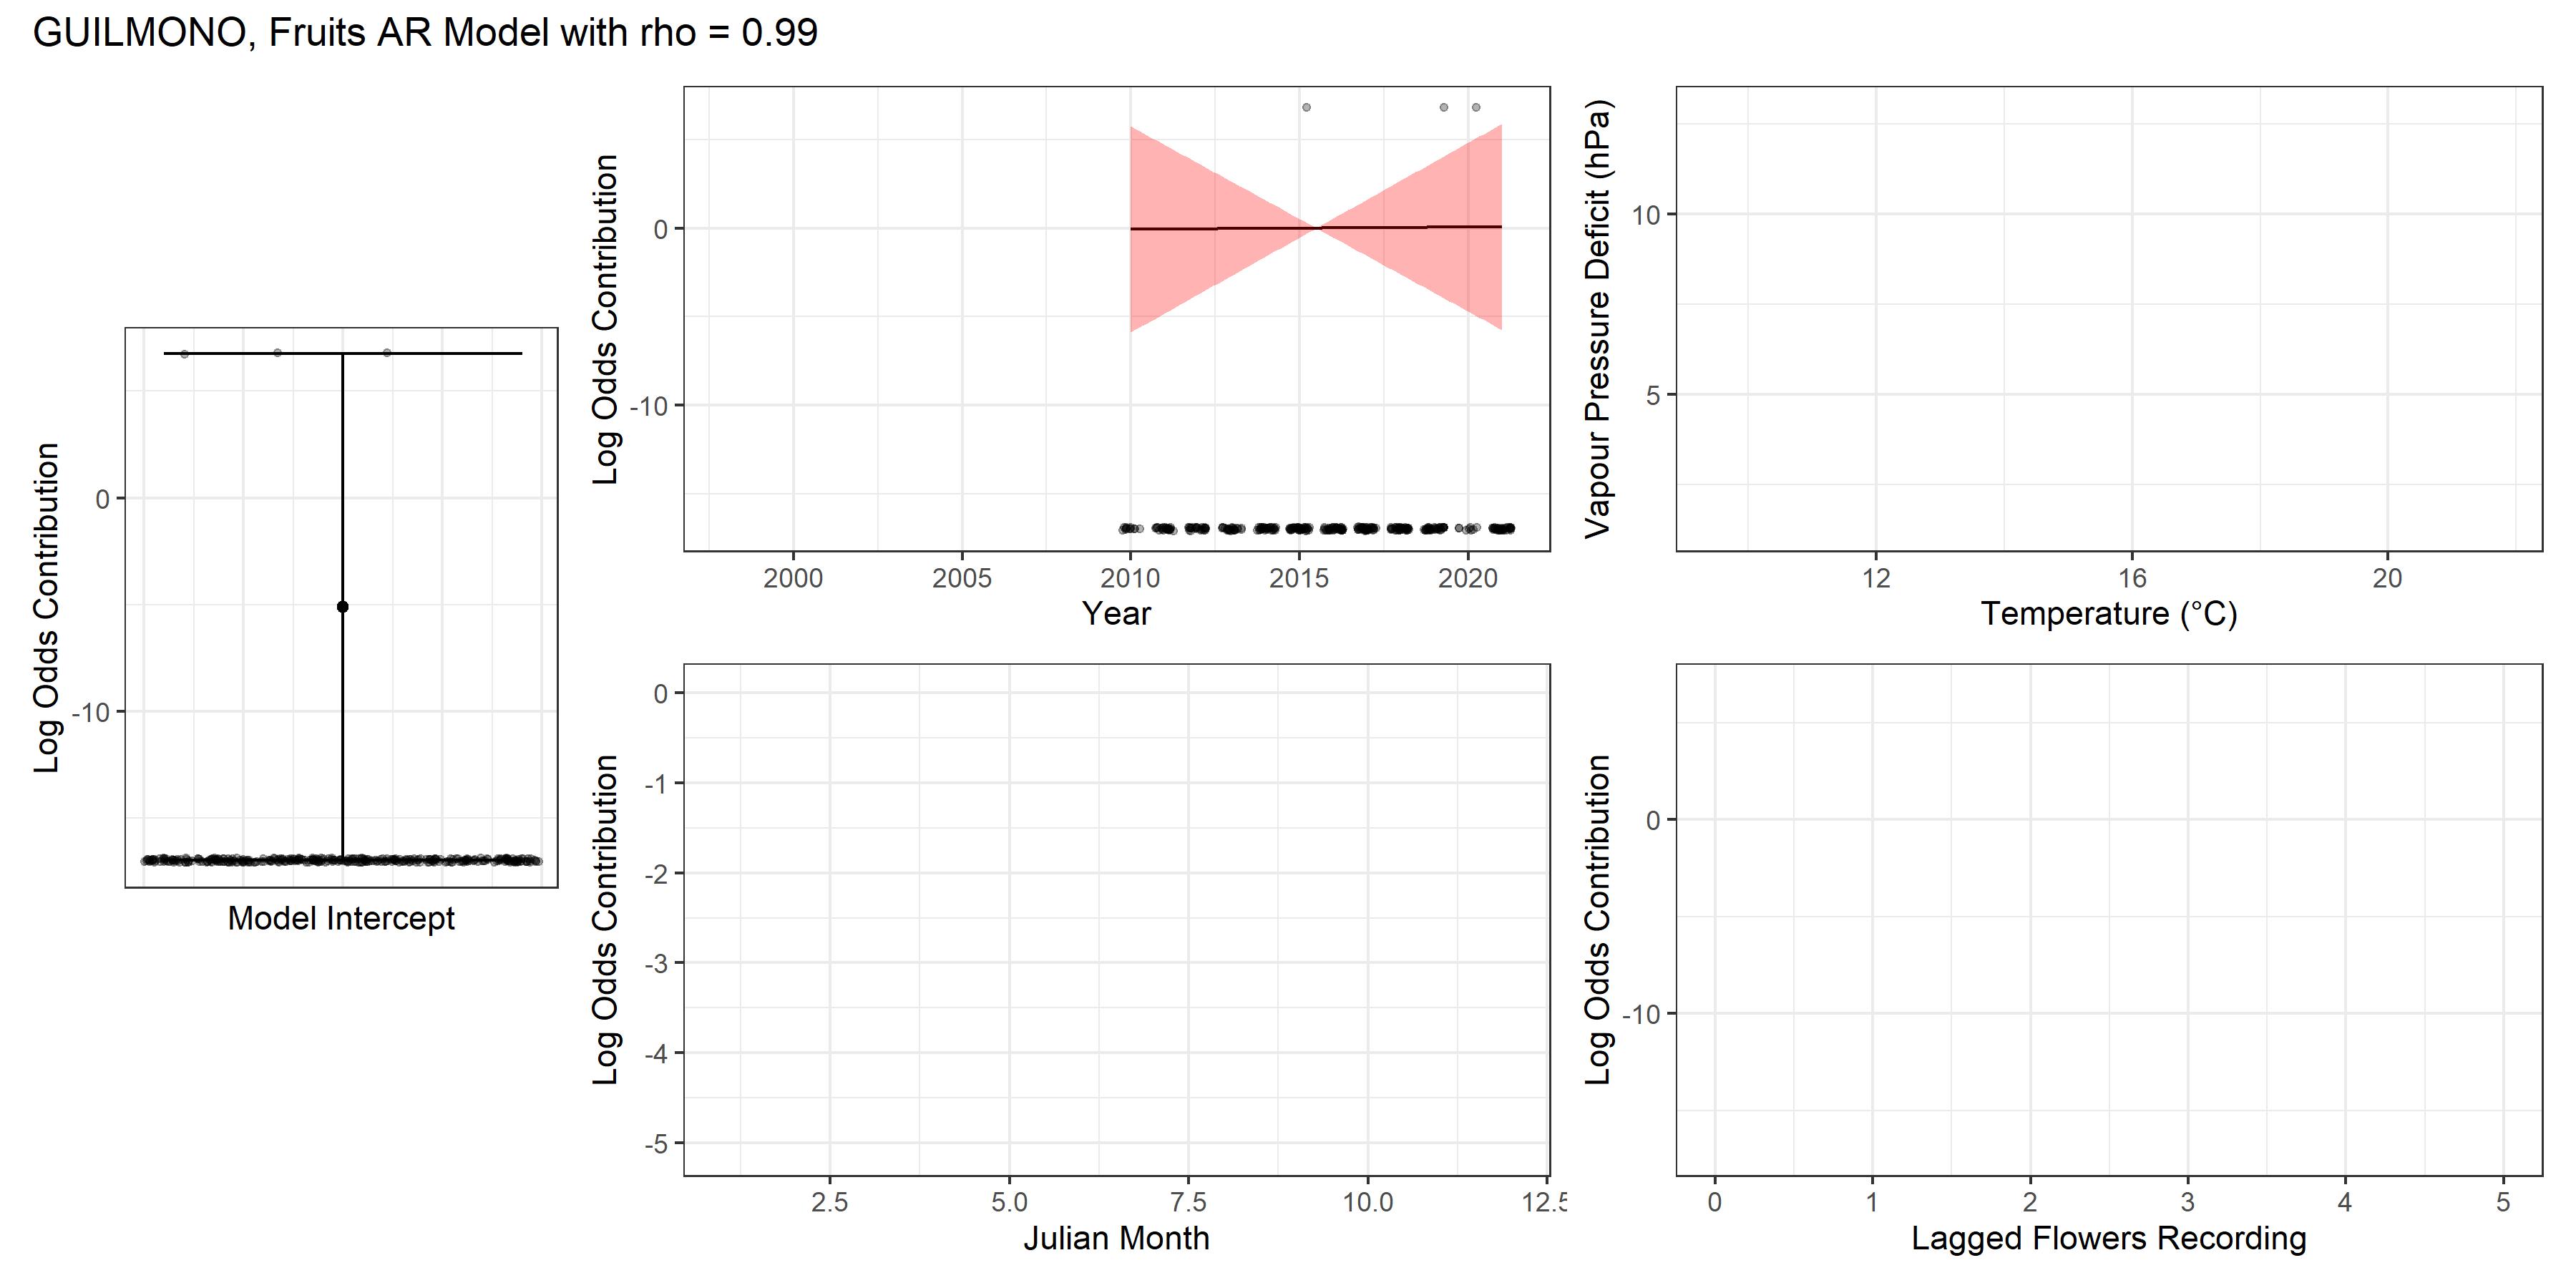 GUILMONO, Fruits AR Model with rho = 0.99
Log Odds Contribution
0
-10
Model Intercept
Log Odds Contribution
0
-10
2000 2005 2010 2015 2020
Year
Vapour Pressure Deficit (hPa)
10
5
12 16 20
Temperature (°C)
Log Odds Contribution
0
-1
-2
-3
-4
-5
2.5 5.0 7.5 10.0 12.5
Julian Month
Log Odds Contribution
0
-10
0 1 2 3 4 5
Lagged Flowers Recording